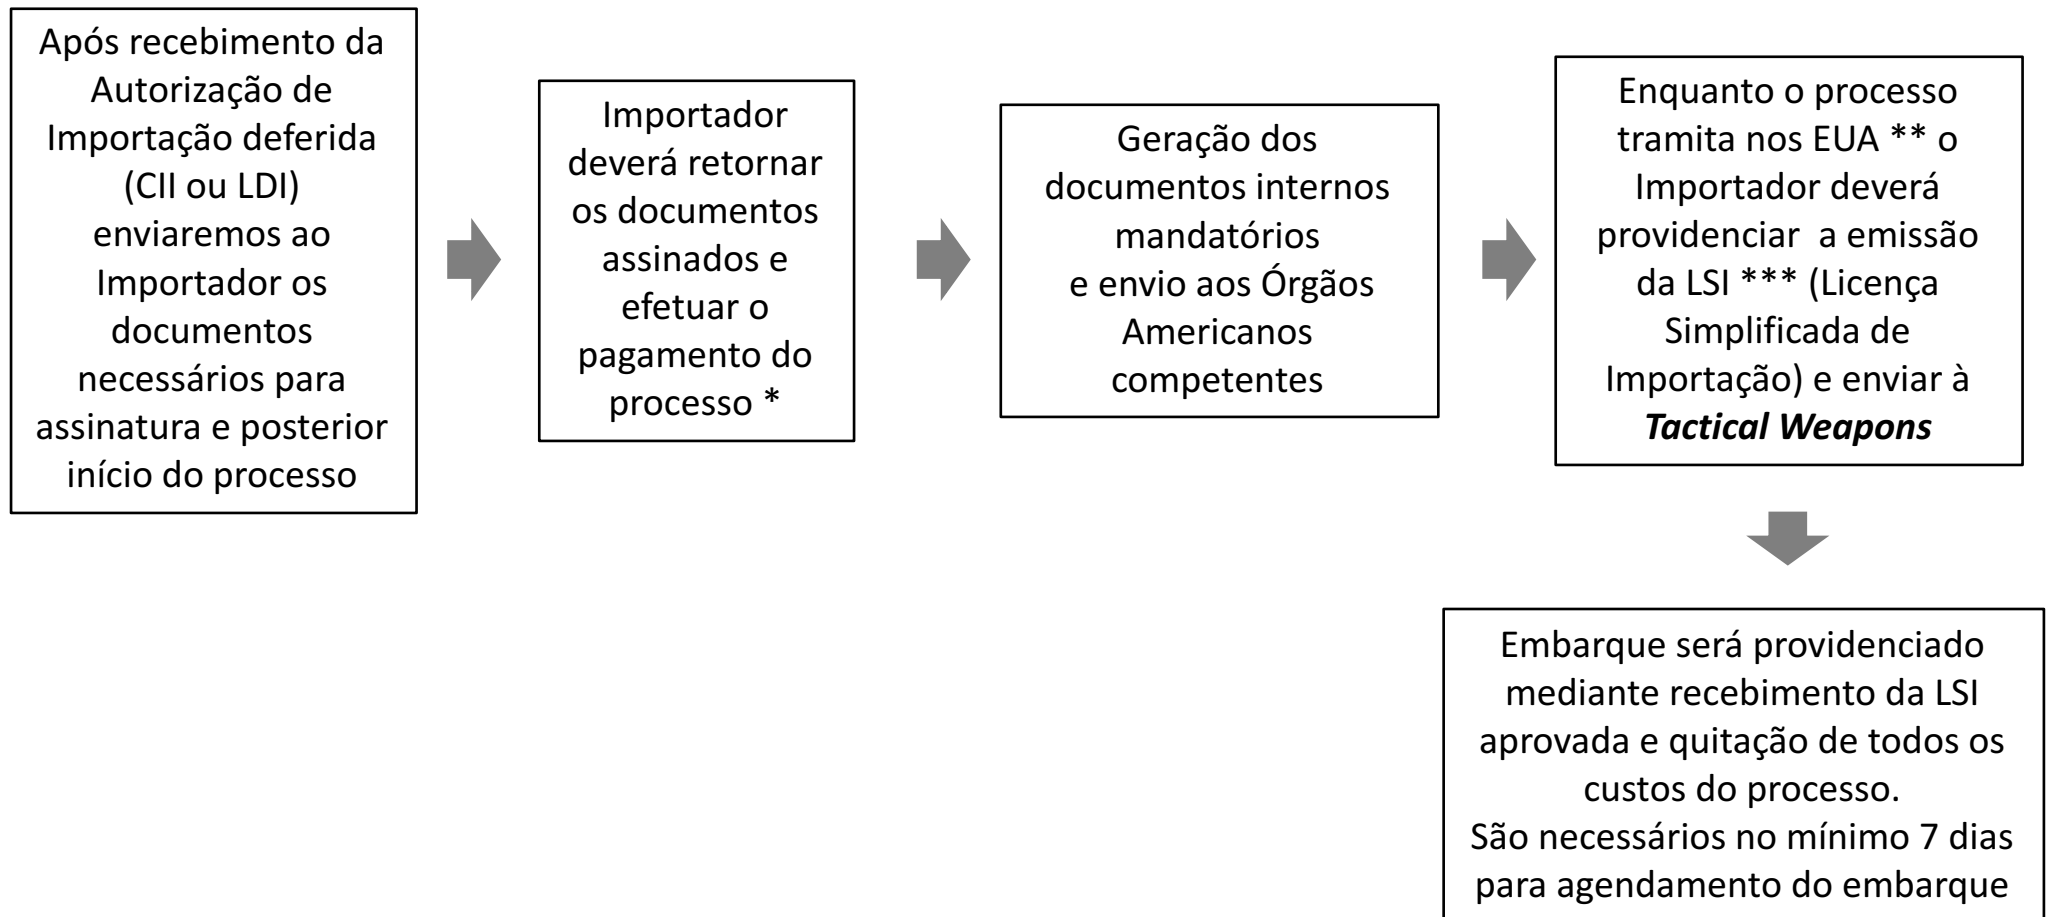 Após recebimento da
Autorização de
Importação deferida
(CII ou LDI)
enviaremos ao
Importador os
documentos
necessários para
assinatura e posterior
início do processo
Importador
deverá retornar
os documentos
assinados e
efetuar o
pagamento do
processo *
Geração dos
documentos internos
mandatórios
e envio aos Órgãos
Americanos
competentes
Enquanto o processo
tramita nos EUA ** o
Importador deverá
providenciar  a emissão
da LSI *** (Licença
Simplificada de
Importação) e enviar à
Tactical Weapons
Embarque será providenciado
mediante recebimento da LSI
aprovada e quitação de todos os
custos do processo.
São necessários no mínimo 7 dias
para agendamento do embarque